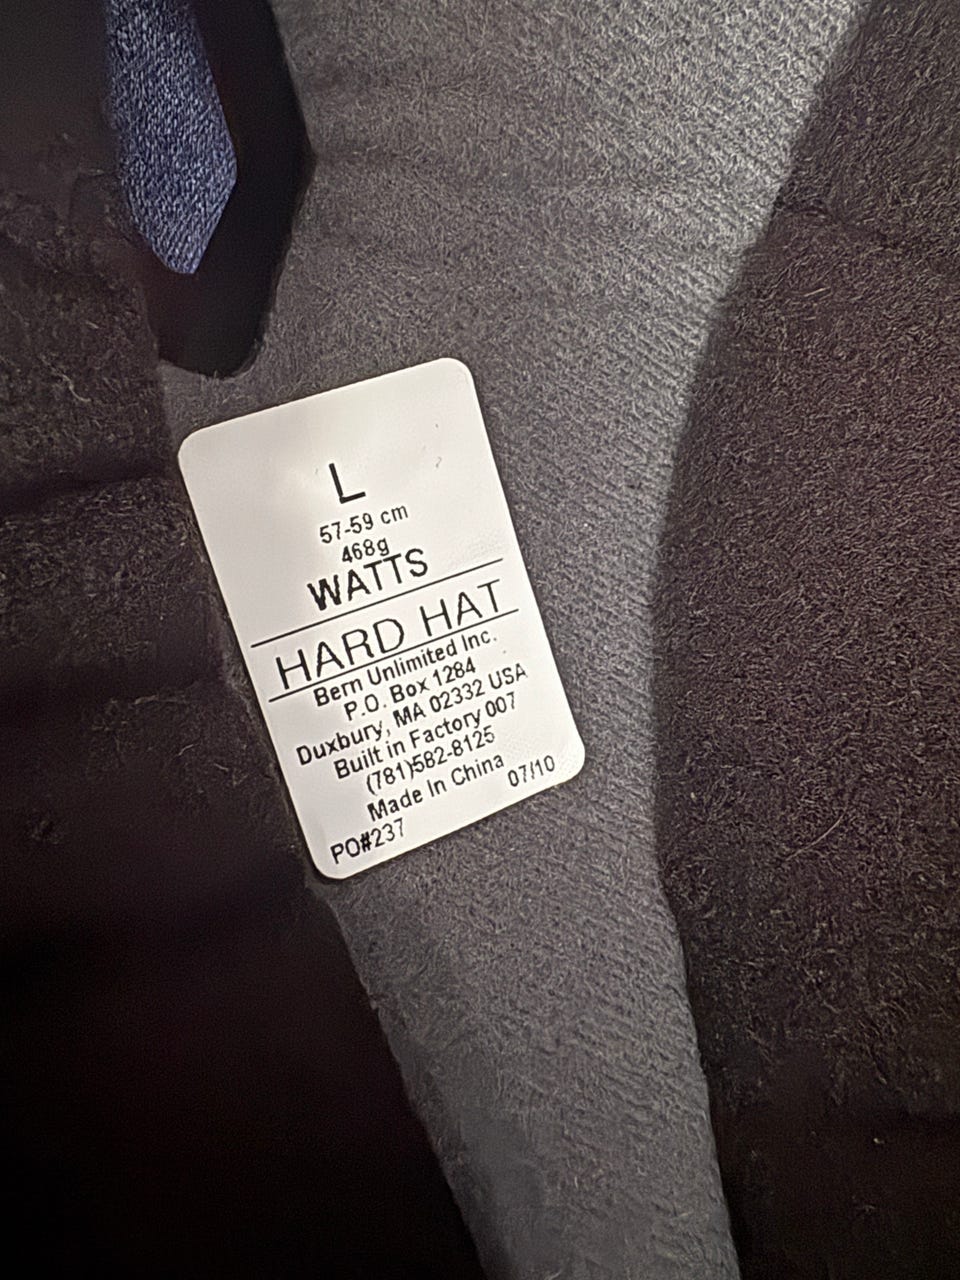 L
57-59 cm
468g
WATTS
HARD HAT
Bern Unlimited Inc.
P.O. Box 1284
Duxbury, MA 02332 USA
Built in Factory 007
(781)582-8125
Made In China
07/10
PO#237